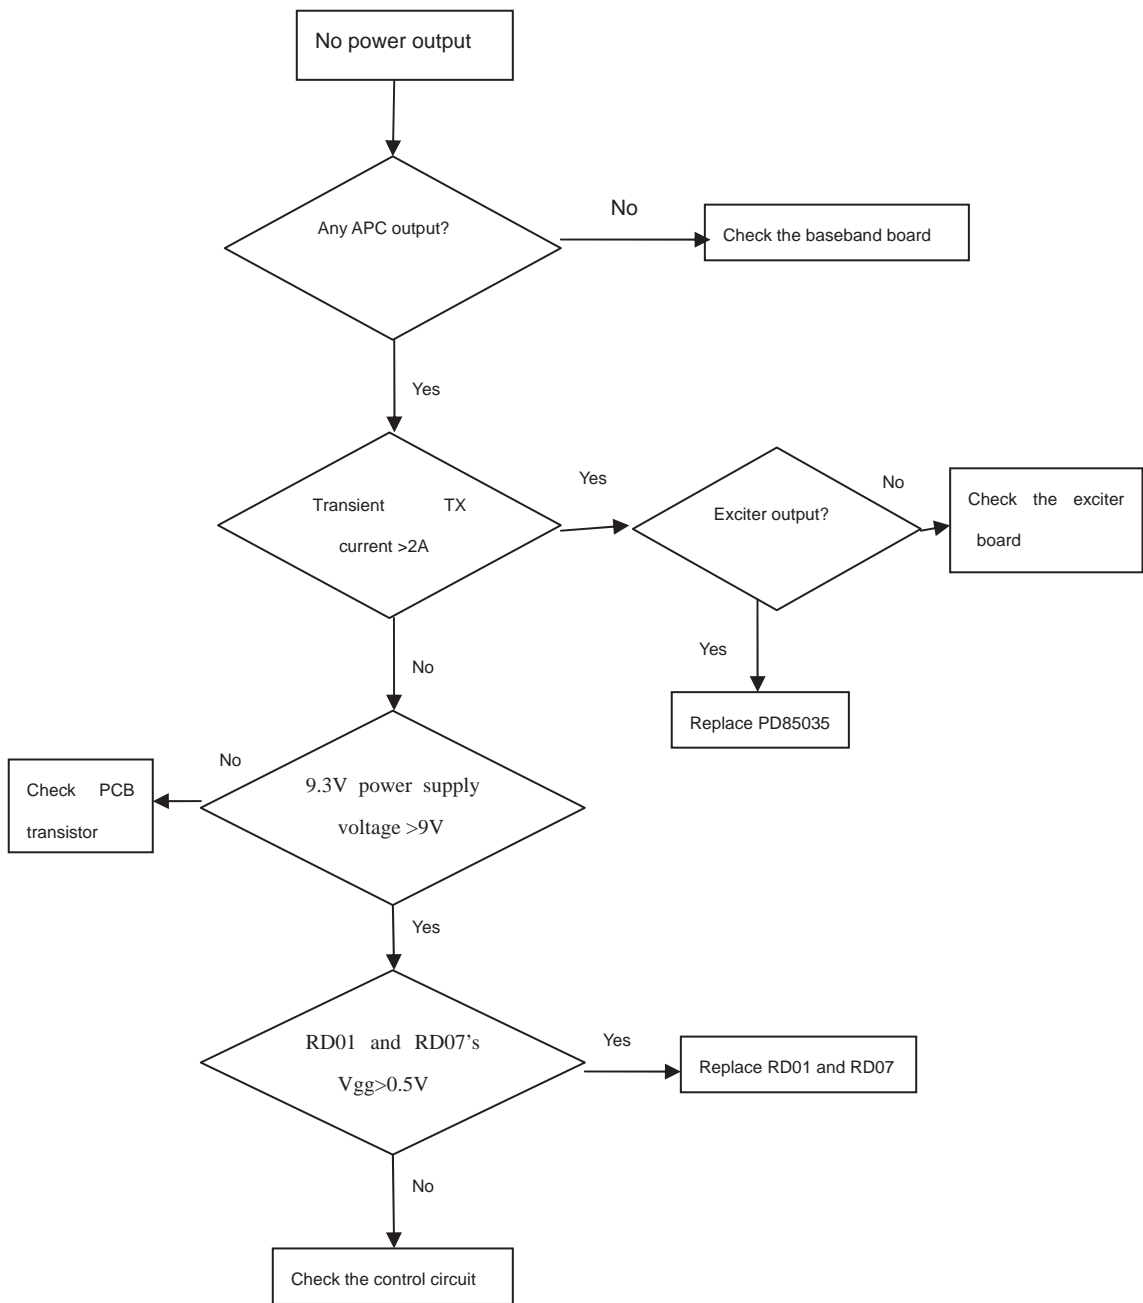 No power output
Any APC output?
No
Check the baseband board
Yes
Transient TX
current >2A
Yes
Exciter output?
No
Check the exciter
board
Yes
Replace PD85035
No
No
Check PCB
transistor
9.3V power supply
voltage >9V
Yes
RD01 and RD07's
Vgg>0.5V
Yes
Replace RD01 and RD07
No
Check the control circuit